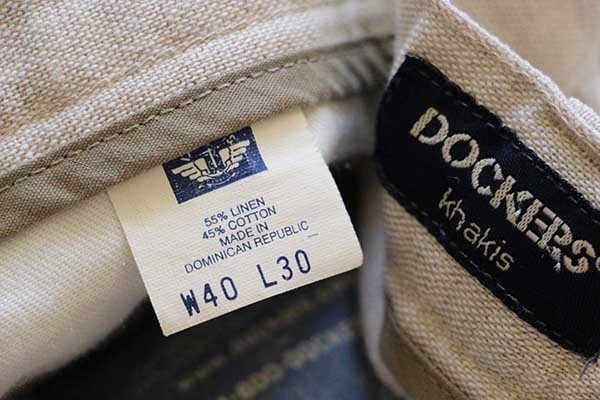 55% LINEN
45% COTTON
MADE IN
DOMINICAN REPUBLIC
W40 L30
DOCKERS®
khakis